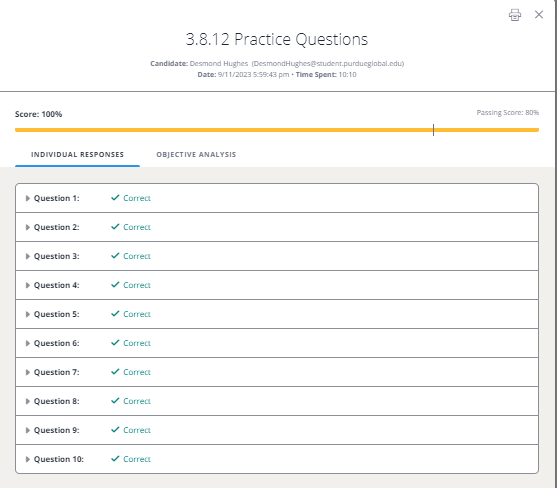 3.8.12 Practice Questions
Candidate: Desmond Hughes (DesmondHughes@student.purdueglobal.edu)
Date: 9/11/2023 5:59:43 pm • Time Spent: 10:10
Score: 100%
Passing Score: 80%
INDIVIDUAL RESPONSES
OBJECTIVE ANALYSIS
Question 1: Correct
Question 2: Correct
Question 3: Correct
Question 4: Correct
Question 5: Correct
Question 6: Correct
Question 7: Correct
Question 8: Correct
Question 9: Correct
Question 10: Correct